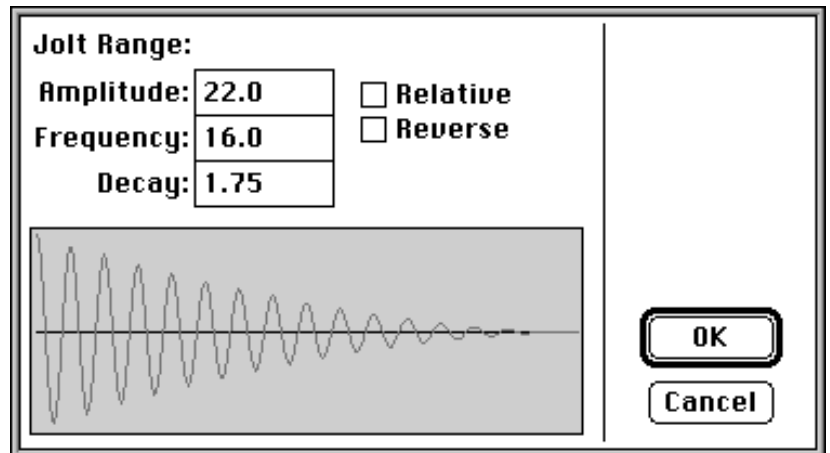 Jolt Range:
Amplitude: 22.0
Relative
Frequency: 16.0
Reverse
Decay: 1.75
OK
Cancel